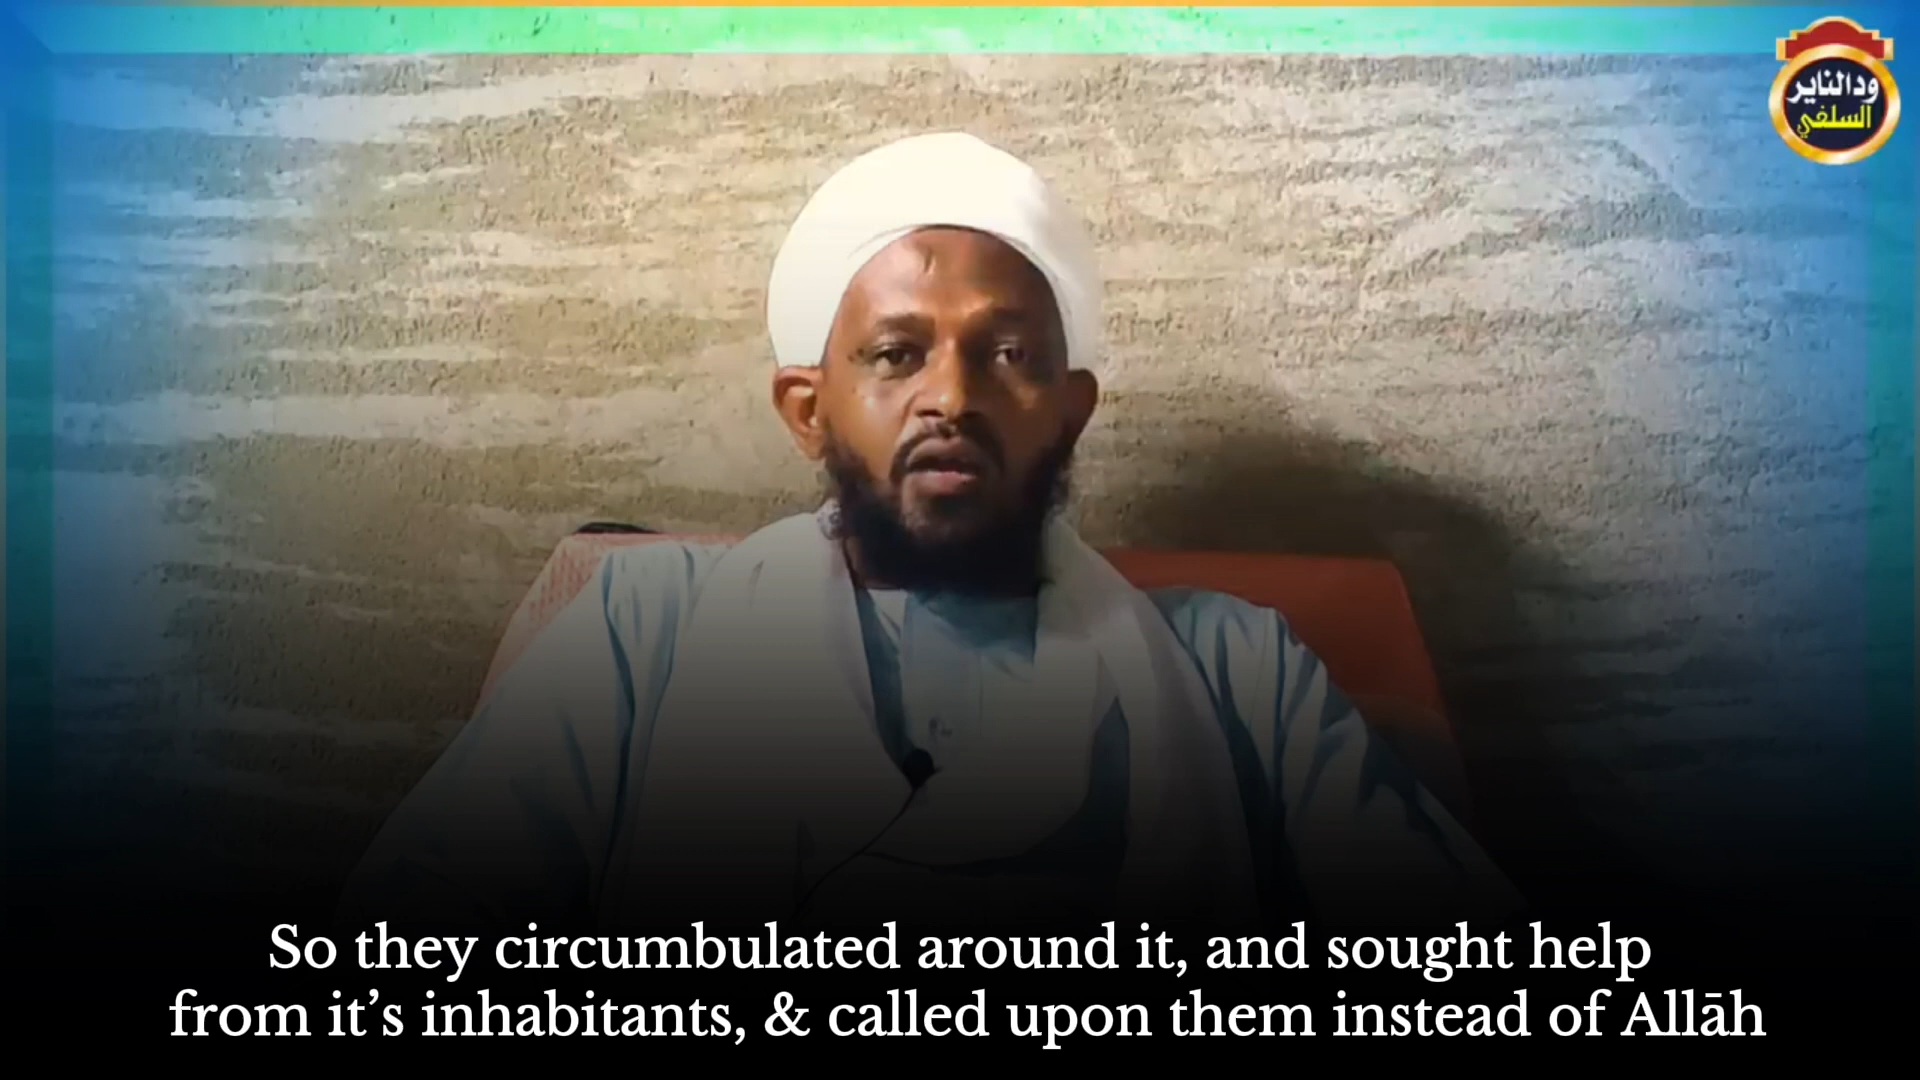 ودالناير
السلفي
So they circumbulated around it, and sought help
from it’s inhabitants, & called upon them instead of Allāh